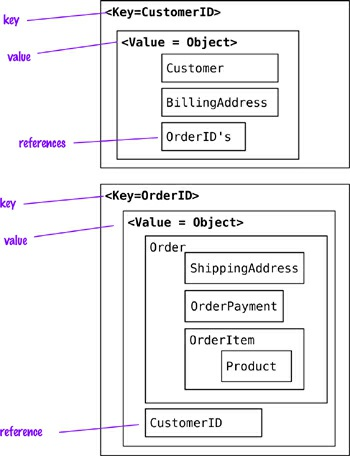 key
<Key=CustomerID>
value
<Value = Object>
Customer
BillingAddress
references
OrderID's
key
<Key=OrderID>
value
<Value = Object>
Order
ShippingAddress
OrderPayment
OrderItem
Product
reference
CustomerID